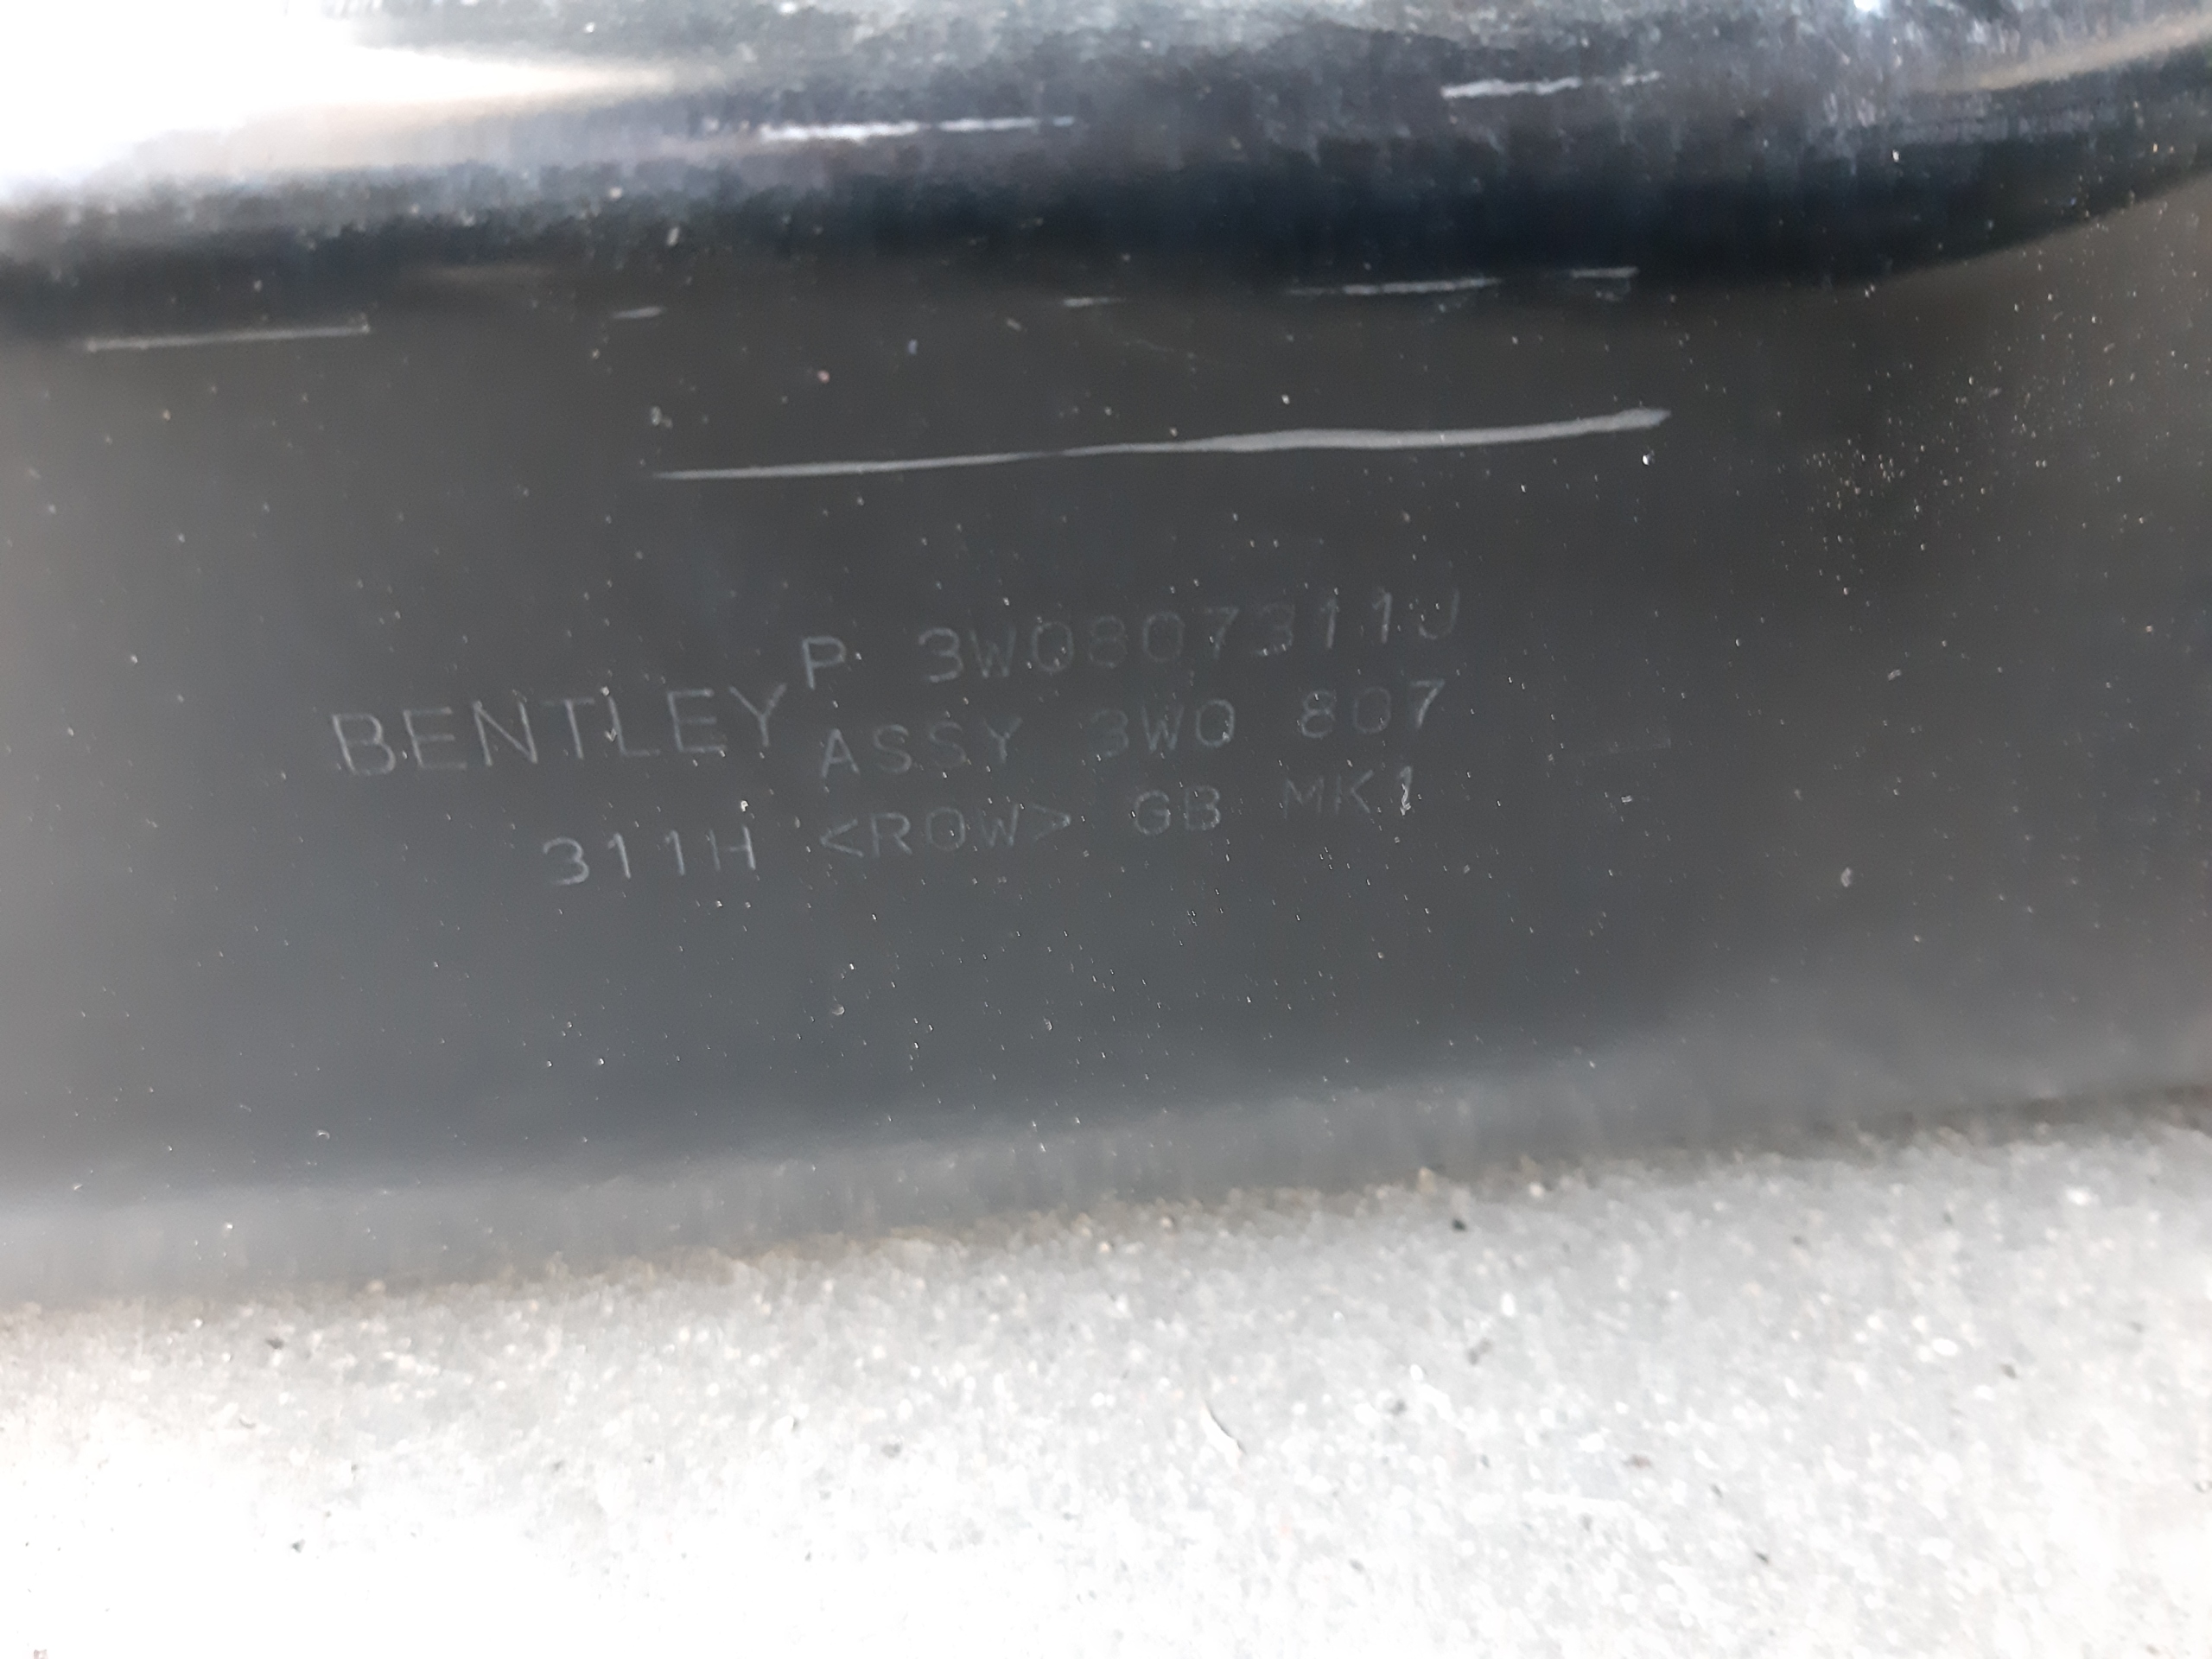 P 3W0807311J
BENTLEY
ASSY 3W0 807
311H <ROW> GB MK1